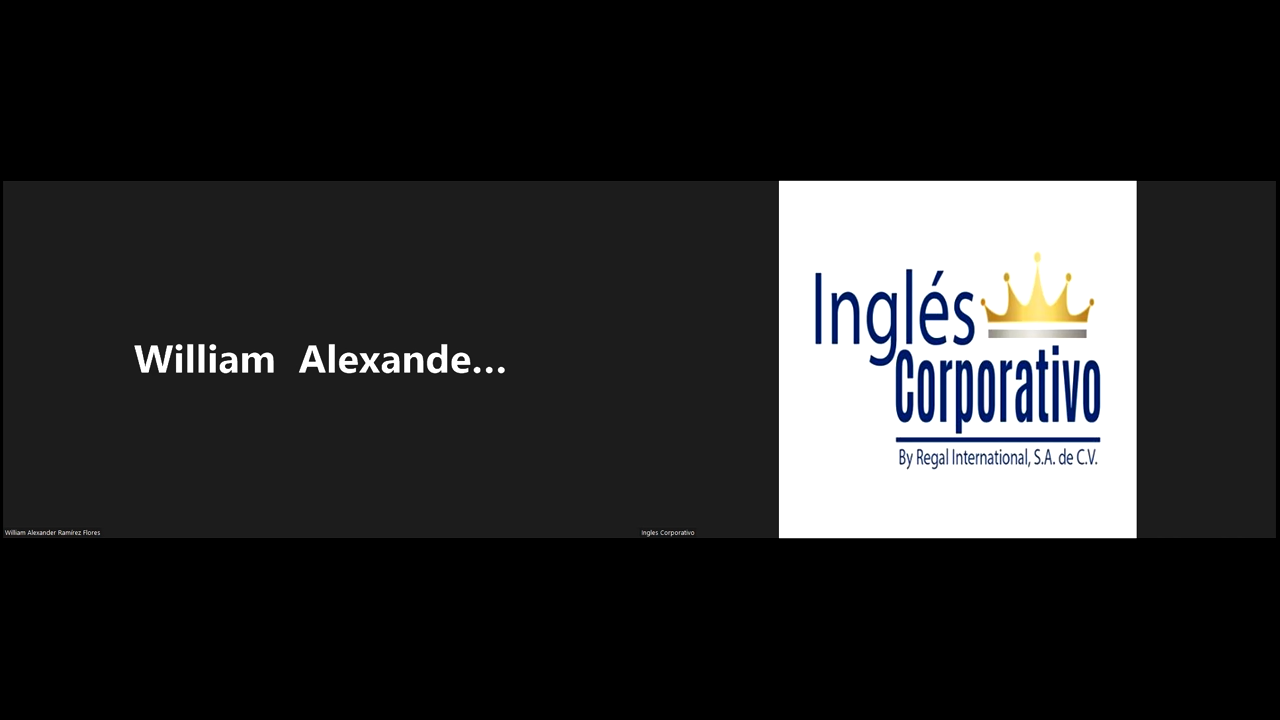 William Alexande...
Inglés
Corporativo
By Regal International, S.A. de C.V.
William Alexander Ramírez Flores
Ingles Corporativo